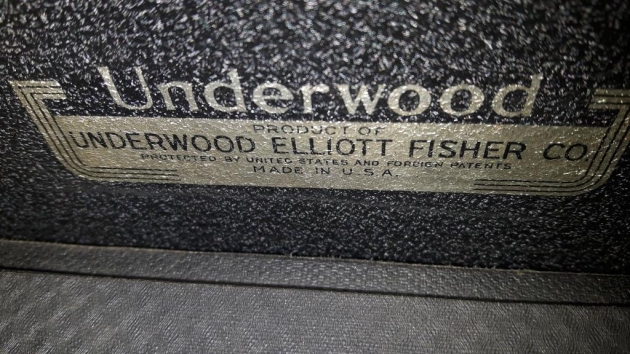 Underwood
PRODUCT OF
UNDERWOOD ELLIOTT FISHER CO.
PROTECTED BY UNITED STATES AND FOREIGN PATENTS
MADE IN U.S.A.